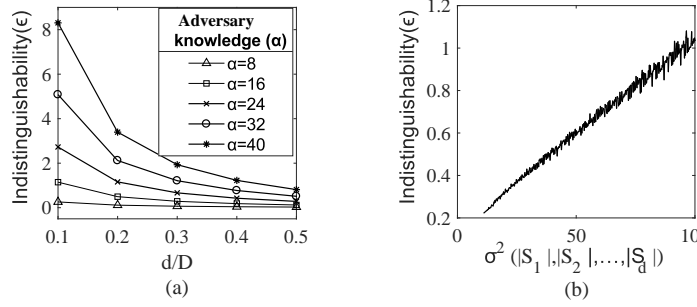 Indistinguishability(ϵ)
8
6
4
2
0
Adversary
knowledge (α)
α=8
α=16
α=24
α=32
α=40
0.1 0.2 0.3 0.4 0.5
d/D
(a)
Indistinguishability(ϵ)
1.2
1
0.8
0.6
0.4
0.2
0 50 100
σ² (|S₁|,|S₂|,...,|S_d|)
(b)